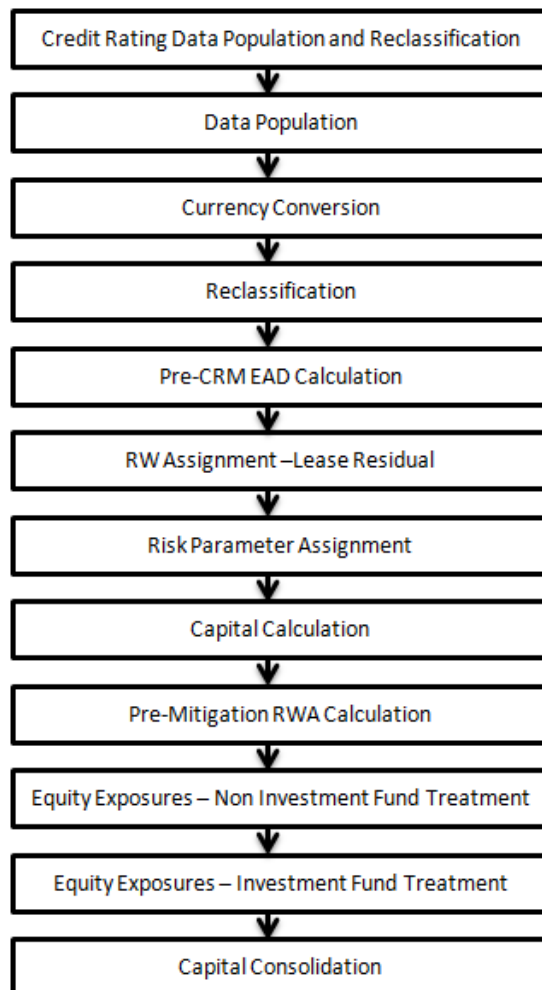 Credit Rating Data Population and Reclassification
Data Population
Currency Conversion
Reclassification
Pre-CRM EAD Calculation
RW Assignment –Lease Residual
Risk Parameter Assignment
Capital Calculation
Pre-Mitigation RWA Calculation
Equity Exposures – Non Investment Fund Treatment
Equity Exposures – Investment Fund Treatment
Capital Consolidation